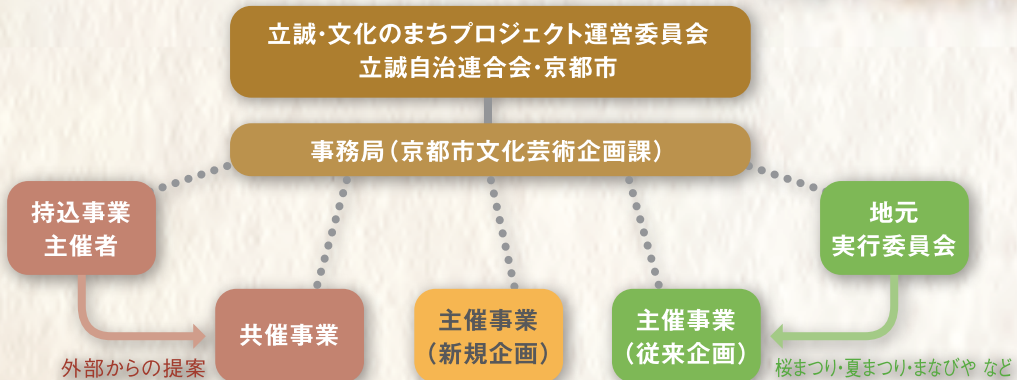 立誠・文化のまちプロジェクト運営委員会
立誠自治連合会・京都市
事務局（京都市文化芸術企画課）
持込事業
主催者
地元
実行委員会
共催事業
主催事業
（新規企画）
主催事業
（従来企画）
外部からの提案
桜まつり・夏まつり・まなびや など